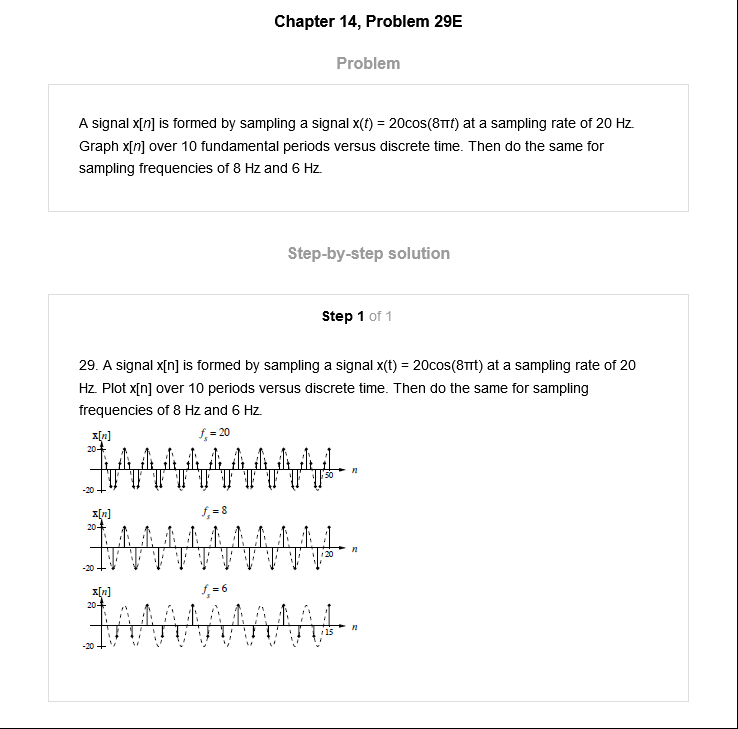 Chapter 14, Problem 29E
Problem
A signal x[n] is formed by sampling a signal x(t) = 20cos(8πt) at a sampling rate of 20 Hz.
Graph x[n] over 10 fundamental periods versus discrete time. Then do the same for
sampling frequencies of 8 Hz and 6 Hz.
Step-by-step solution
Step 1 of 1
29. A signal x[n] is formed by sampling a signal x(t) = 20cos(8πt) at a sampling rate of 20
Hz. Plot x[n] over 10 periods versus discrete time. Then do the same for sampling
frequencies of 8 Hz and 6 Hz.
x[n] fs = 20
20
50 n
-20
x[n] fs = 8
20
20 n
-20
x[n] fs = 6
20
15 n
-20